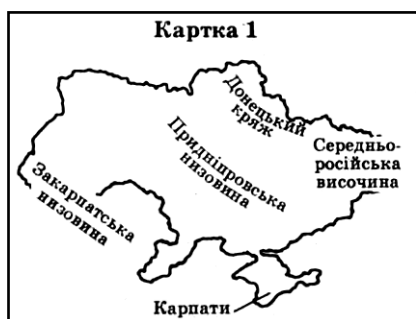 Картка 1
Донецький
кряж
Придніпровська
низовина
Середньо-
російська
височина
Закарпатська
низовина
Карпати